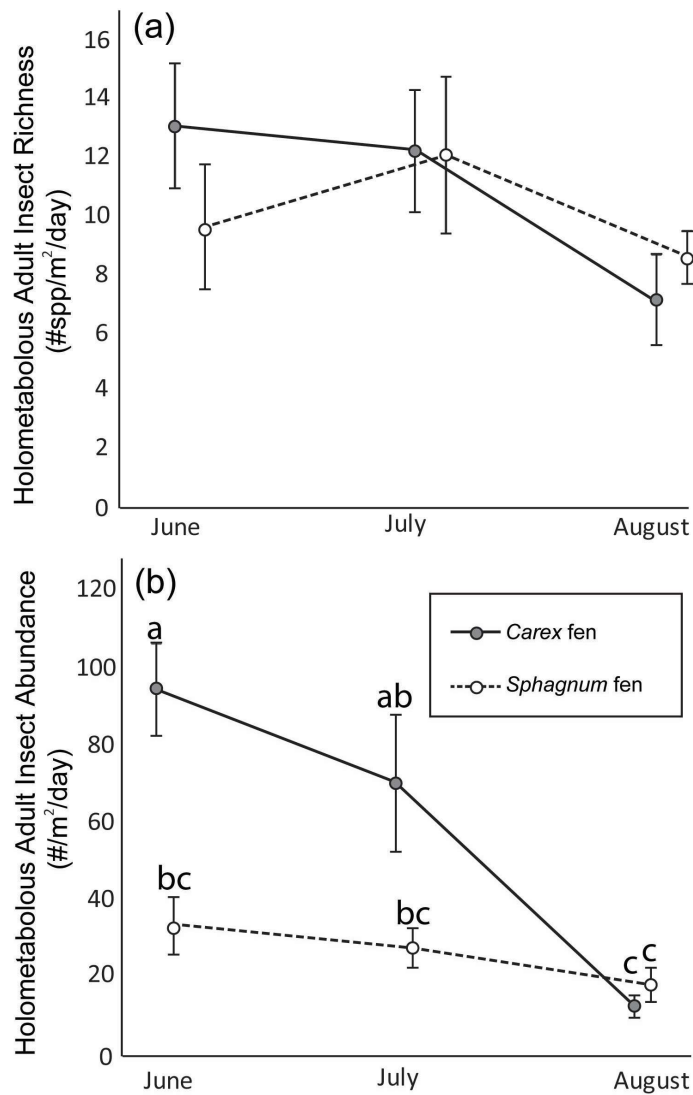 (a)
Holometabolous Adult Insect Richness
(#spp/m²/day)
16
14
12
10
8
6
4
2
0
June
July
August
(b)
Holometabolous Adult Insect Abundance
(#/m²/day)
120
100
80
60
40
20
0
a
ab
bc
bc
c
c
Carex fen
Sphagnum fen
June
July
August